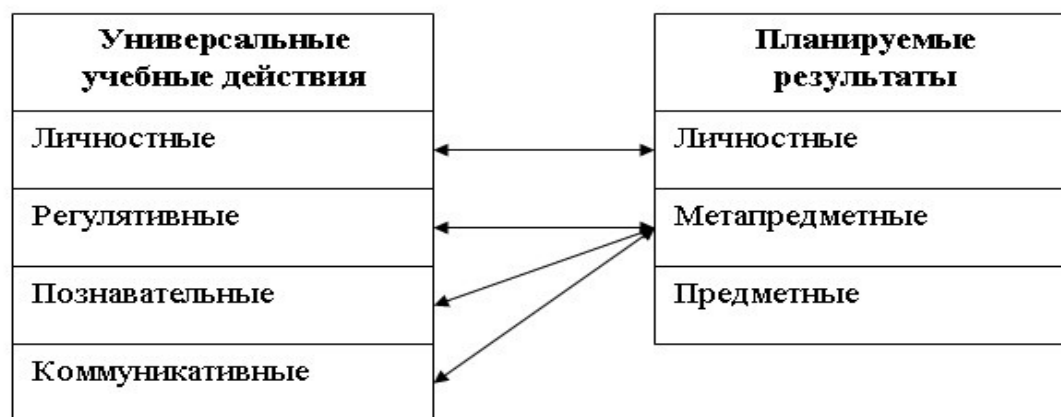 Универсальные
учебные действия
Личностные
Регулятивные
Познавательные
Коммуникативные
Планируемые
результаты
Личностные
Метапредметные
Предметные